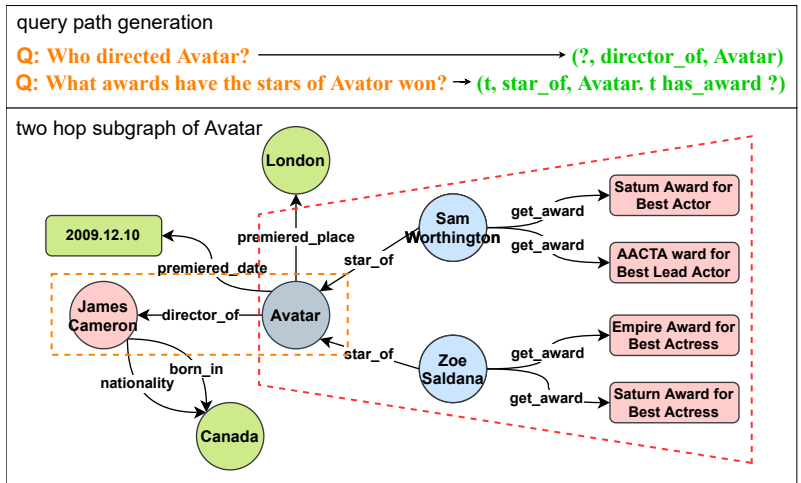 query path generation
Q: Who directed Avatar?
(?, director_of, Avatar)
Q: What awards have the stars of Avator won?
(t, star_of, Avatar. t has_award ?)
two hop subgraph of Avatar
London
2009.12.10
premiered_place
premiered_date
James
Cameron
director_of
Avatar
nationality
born_in
Canada
star_of
Sam
Worthington
get_award
Satum Award for
Best Actor
get_award
AACTA ward for
Best Lead Actor
star_of
Zoe
Saldana
get_award
Empire Award for
Best Actress
get_award
Saturn Award for
Best Actress